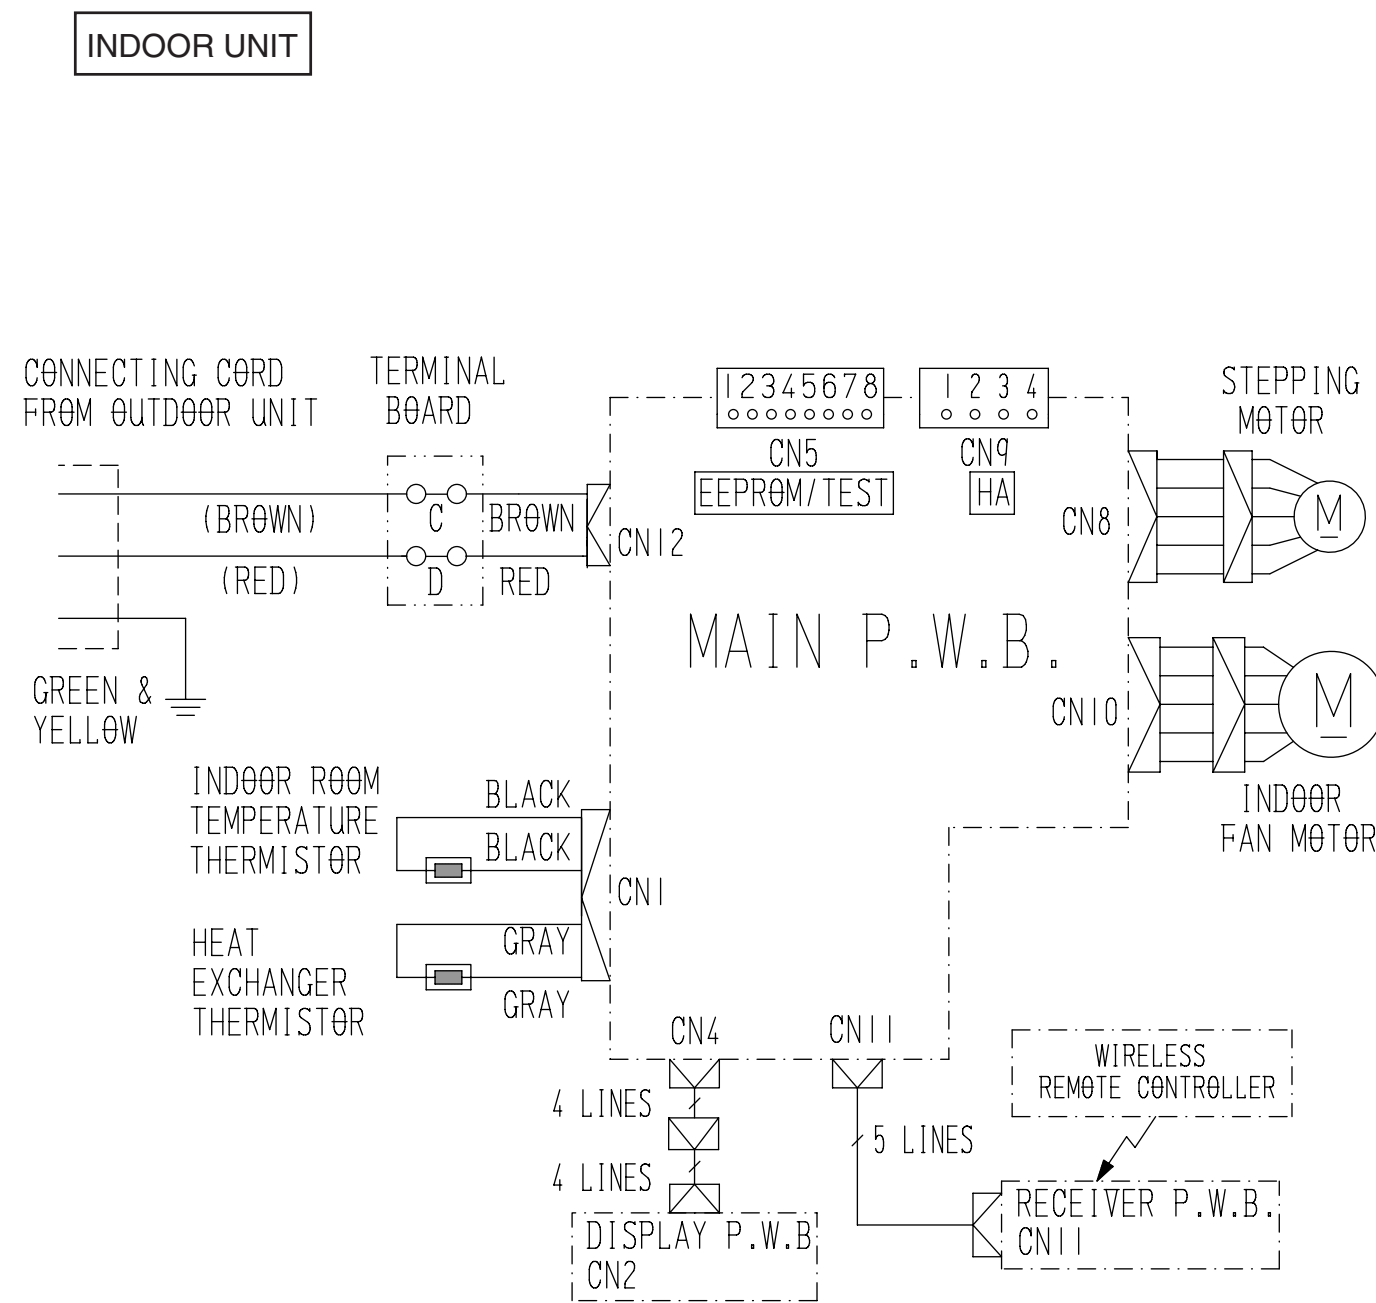 INDOOR UNIT
CONNECTING CORD
FROM OUTDOOR UNIT
TERMINAL
BOARD
12345678
CN5
EEPROM/TEST
1 2 3 4
CN9
HA
STEPPING
MOTOR
M
CN8
(BROWN)
C
BROWN
CN12
(RED)
D
RED
MAIN P.W.B.
GREEN &
YELLOW
CN10
M
INDOOR
FAN MOTOR
INDOOR ROOM
TEMPERATURE
THERMISTOR
BLACK
BLACK
CN1
HEAT
EXCHANGER
THERMISTOR
GRAY
GRAY
CN4
CN11
4 LINES
4 LINES
5 LINES
WIRELESS
REMOTE CONTROLLER
DISPLAY P.W.B
CN2
RECEIVER P.W.B.
CN11